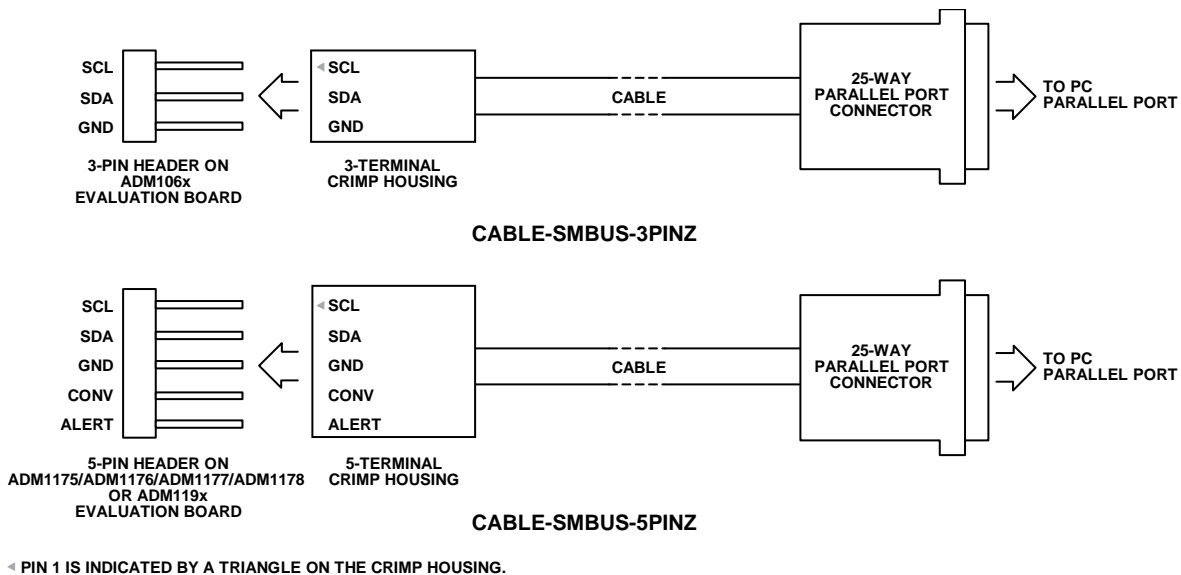 SCL
SDA
GND
3-PIN HEADER ON
ADM106x
EVALUATION BOARD
SCL
SDA
GND
3-TERMINAL
CRIMP HOUSING
CABLE
25-WAY
PARALLEL PORT
CONNECTOR
TO PC
PARALLEL PORT
CABLE-SMBUS-3PINZ
SCL
SDA
GND
CONV
ALERT
5-PIN HEADER ON
ADM1175/ADM1176/ADM1177/ADM1178
OR ADM119x
EVALUATION BOARD
SCL
SDA
GND
CONV
ALERT
5-TERMINAL
CRIMP HOUSING
CABLE
25-WAY
PARALLEL PORT
CONNECTOR
TO PC
PARALLEL PORT
CABLE-SMBUS-5PINZ
PIN 1 IS INDICATED BY A TRIANGLE ON THE CRIMP HOUSING.